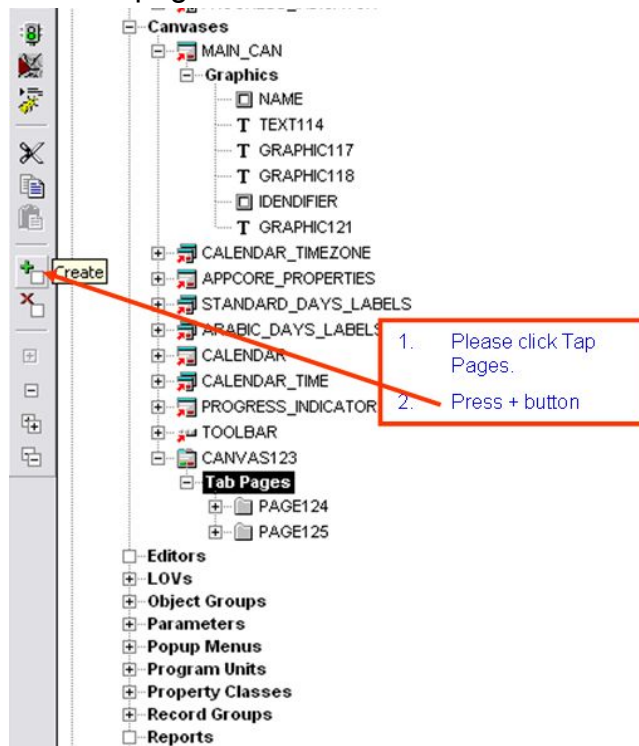 Canvases
MAIN_CAN
Graphics
NAME
TEXT114
GRAPHIC117
GRAPHIC118
IDENDIFIER
GRAPHIC121
CALENDAR_TIMEZONE
Create
APPCORE_PROPERTIES
STANDARD_DAYS_LABELS
ARABIC_DAYS_LABELS
CALENDAR
CALENDAR_TIME
PROGRESS_INDICATOR
1. Please click Tap
Pages.
2. Press + button
TOOLBAR
CANVAS123
Tab Pages
PAGE124
PAGE125
Editors
LOVs
Object Groups
Parameters
Popup Menus
Program Units
Property Classes
Record Groups
Reports